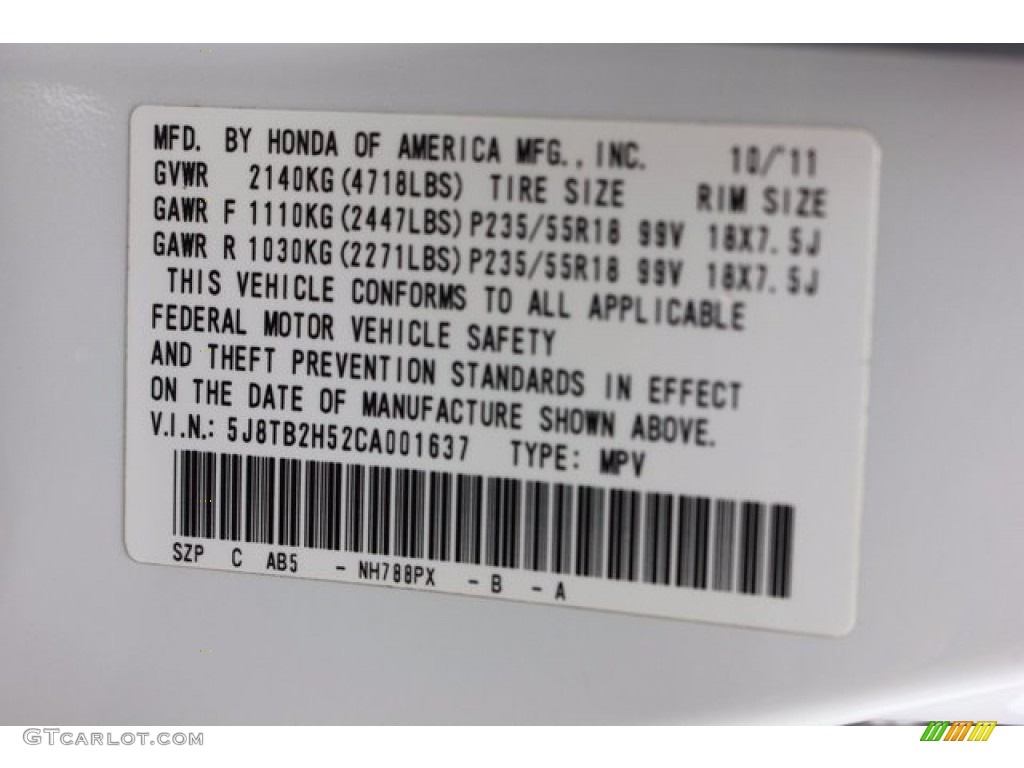 MFD. BY HONDA OF AMERICA MFG., INC. 10/11
GVWR 2140KG (4718LBS) TIRE SIZE RIM SIZE
GAWR F 1110KG (2447LBS) P235/55R18 99V 18X7.5J
GAWR R 1030KG (2271LBS) P235/55R18 99V 18X7.5J
THIS VEHICLE CONFORMS TO ALL APPLICABLE
FEDERAL MOTOR VEHICLE SAFETY
AND THEFT PREVENTION STANDARDS IN EFFECT
ON THE DATE OF MANUFACTURE SHOWN ABOVE.
V.I.N.: 5J8TB2H52CA001637 TYPE: MPV
SZP C AB5 - NH788PX - B - A
GTCARLOT.COM